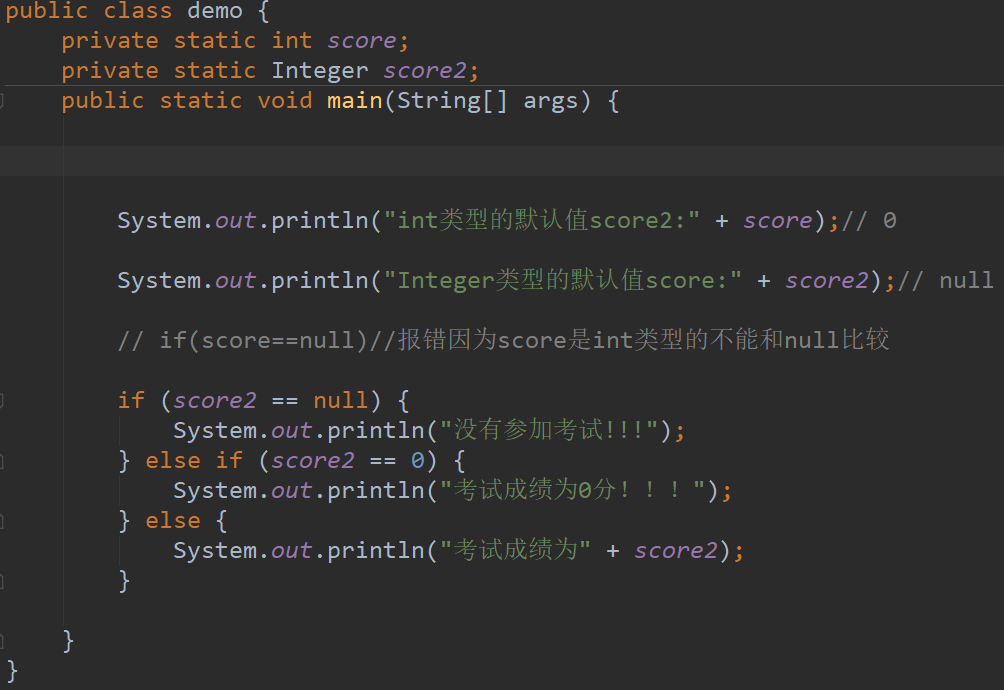 public class demo {
    private static int score;
    private static Integer score2;
    public static void main(String[] args) {
        System.out.println("int类型的默认值score2:" + score);// 0
        System.out.println("Integer类型的默认值score:" + score2);// null
        // if(score==null)//报错因为score是int类型的不能和null比较
        if (score2 == null) {
            System.out.println("没有参加考试!!!");
        } else if (score2 == 0) {
            System.out.println("考试成绩为0分！！！");
        } else {
            System.out.println("考试成绩为" + score2);
        }
    }
}